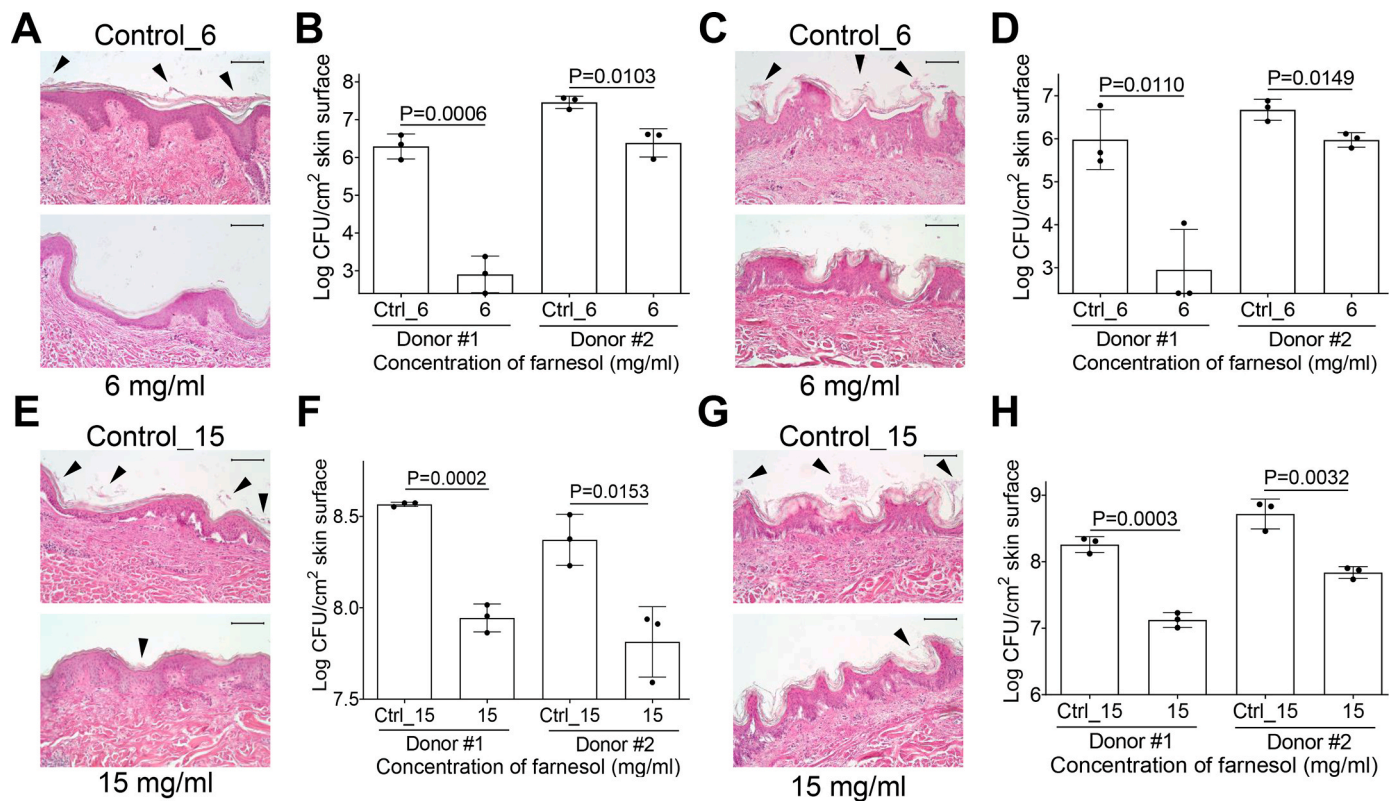 A
Control_6
6 mg/ml
B
Log CFU/cm² skin surface
8
7
6
5
4
3
P=0.0006
P=0.0103
Ctrl_6 6 Ctrl_6 6
Donor #1 Donor #2
Concentration of farnesol (mg/ml)
C
Control_6
6 mg/ml
D
Log CFU/cm² skin surface
7
6
5
3
P=0.0110
P=0.0149
Ctrl_6 6 Ctrl_6 6
Donor #1 Donor #2
Concentration of farnesol (mg/ml)
E
Control_15
15 mg/ml
F
Log CFU/cm² skin surface
8.5
8.0
7.5
P=0.0002
P=0.0153
Ctrl_15 15 Ctrl_15 15
Donor #1 Donor #2
Concentration of farnesol (mg/ml)
G
Control_15
15 mg/ml
H
Log CFU/cm² skin surface
9
8
7
6
P=0.0003
P=0.0032
Ctrl_15 15 Ctrl_15 15
Donor #1 Donor #2
Concentration of farnesol (mg/ml)